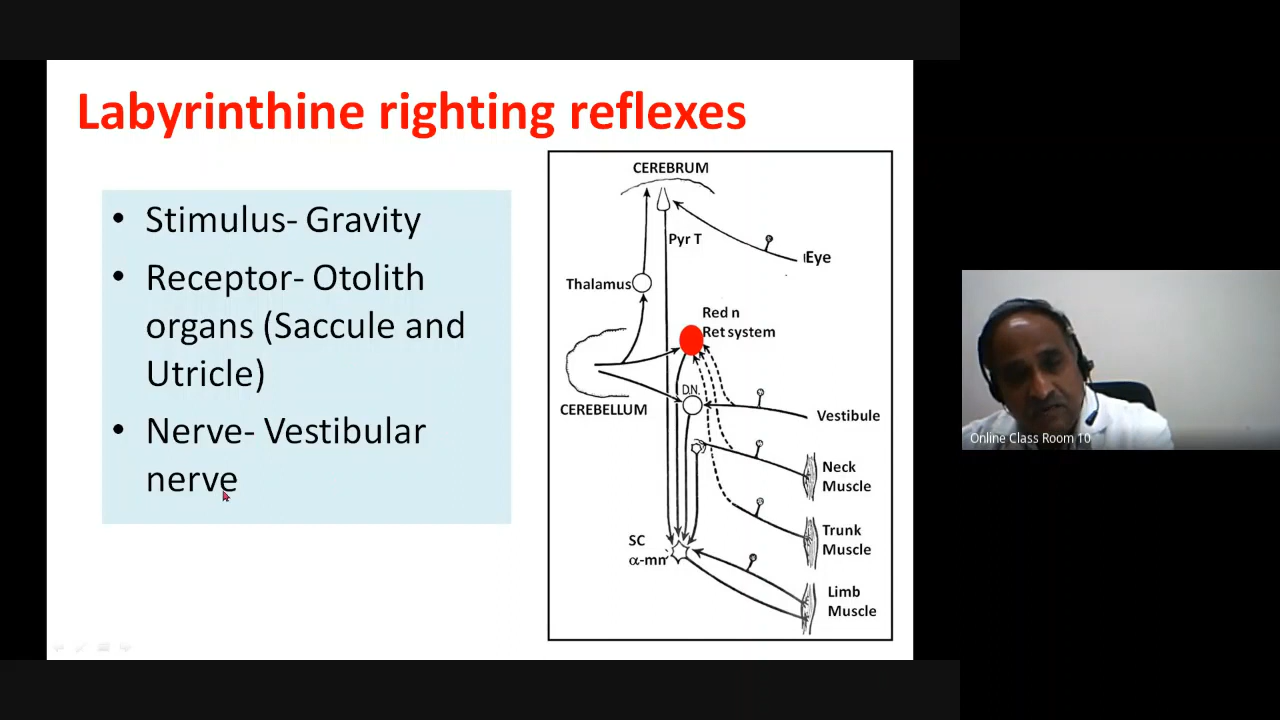 Labyrinthine righting reflexes
• Stimulus- Gravity
• Receptor- Otolith
organs (Saccule and
Utricle)
• Nerve- Vestibular
nerve
CEREBRUM
Pyr T
Eye
Thalamus
Red n
Ret system
D.N.
CEREBELLUM
Vestibule
Neck
Muscle
Trunk
Muscle
SC
α-mn
Limb
Muscle
Online Class Room 10